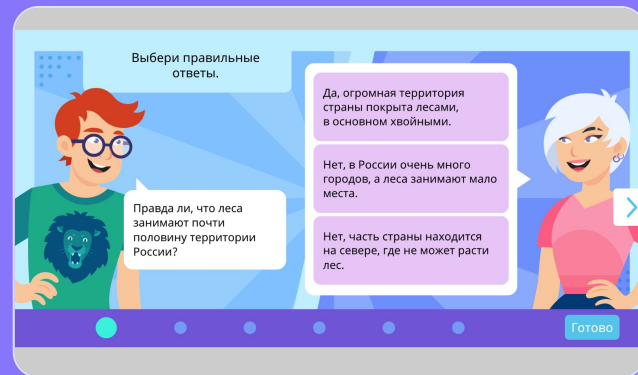 Выбери правильные
ответы.
Правда ли, что леса
занимают почти
половину территории
России?
Да, огромная территория
страны покрыта лесами,
в основном хвойными.
Нет, в России очень много
городов, а леса занимают мало
места.
Нет, часть страны находится
на севере, где не может расти
лес.
Готово